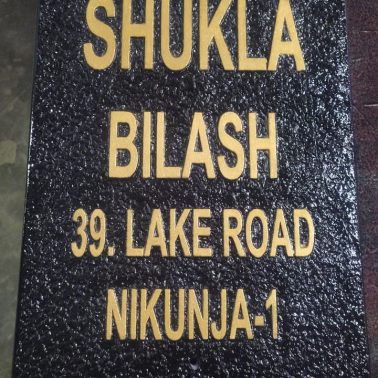 SHUKLA
BILASH
39. LAKE ROAD
NIKUNJA-1